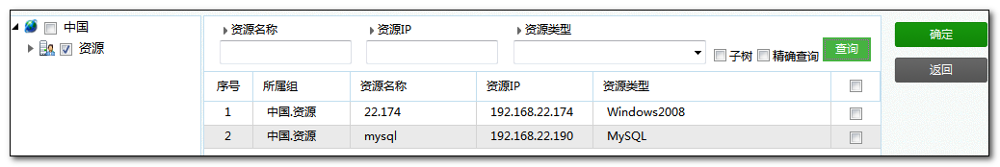 中国
资源
资源名称 资源IP 资源类型
子树 精确查询 查询
序号 所属组 资源名称 资源IP 资源类型
1 中国.资源 22.174 192.168.22.174 Windows2008
2 中国.资源 mysql 192.168.22.190 MySQL
确定
返回